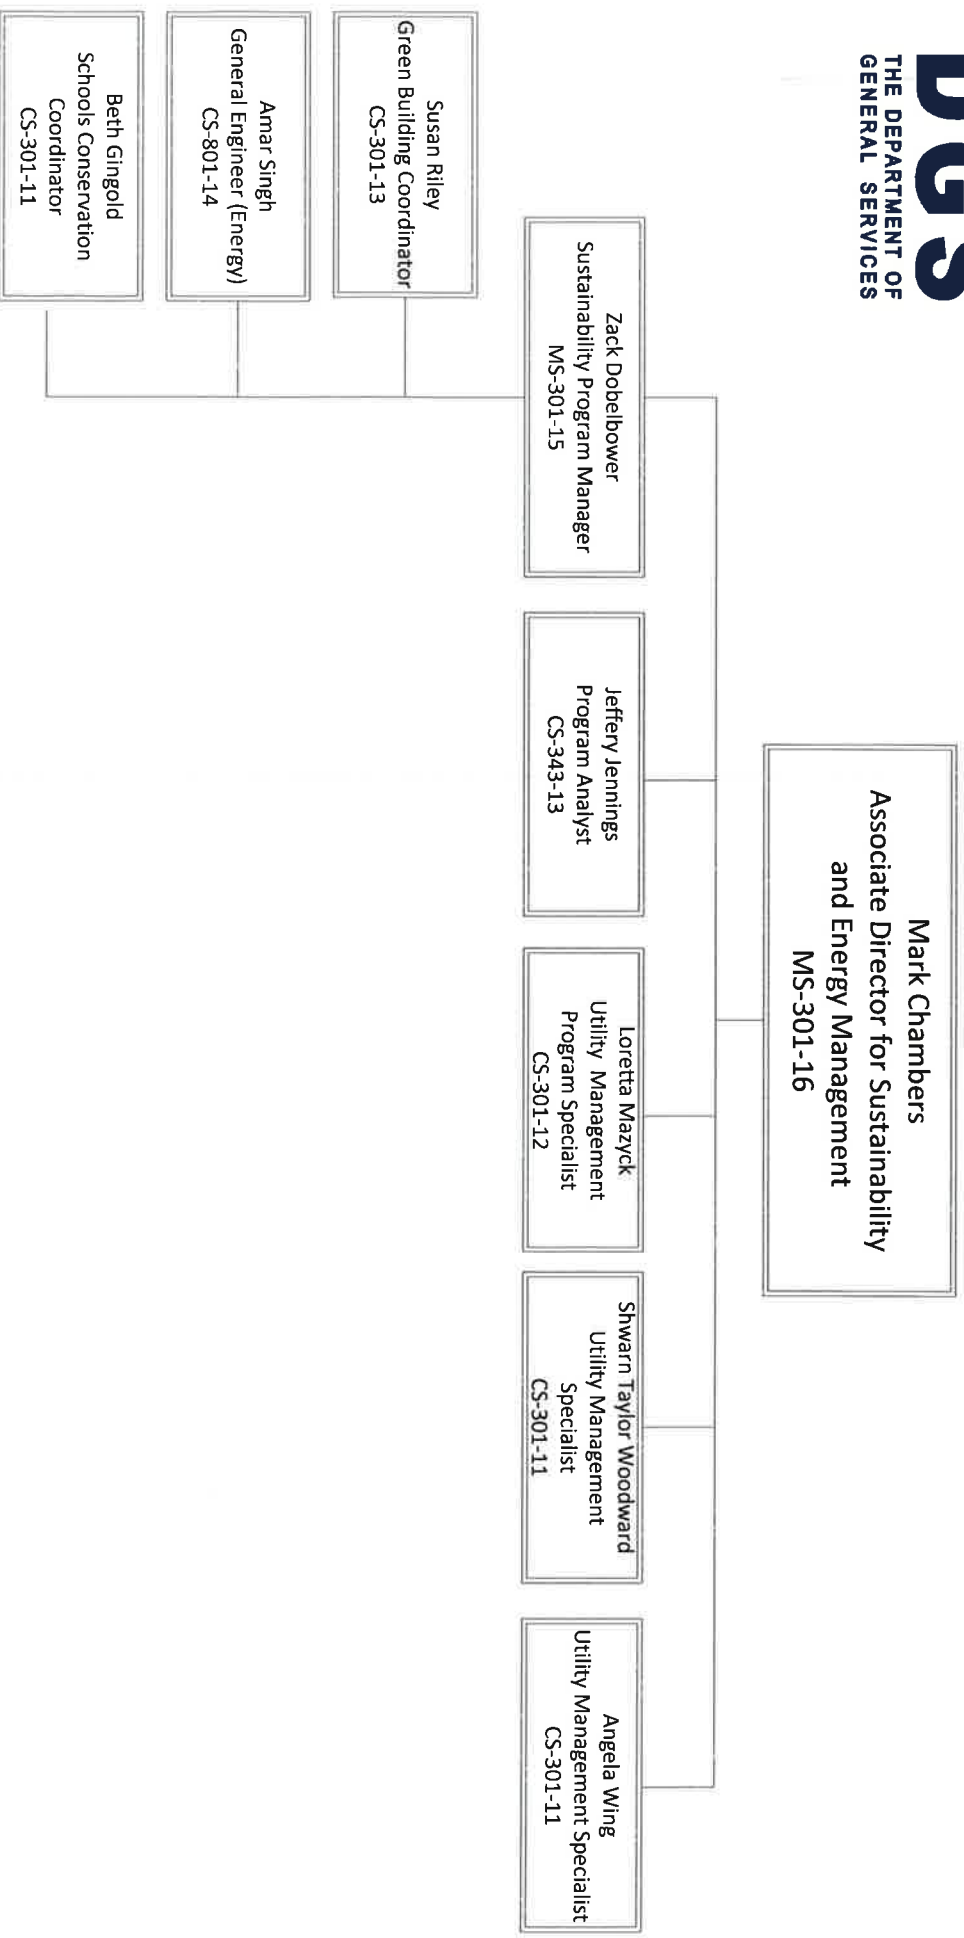 DGS
THE DEPARTMENT OF
GENERAL SERVICES
Mark Chambers
Associate Director for Sustainability
and Energy Management
MS-301-16
Zack Dobelbower
Sustainability Program Manager
MS-301-15
Jeffery Jennings
Program Analyst
CS-343-13
Loretta Mazyck
Utility Management
Program Specialist
CS-301-12
Shwarn Taylor Woodward
Utility Management
Specialist
CS-301-11
Angela Wing
Utility Management Specialist
CS-301-11
Susan Riley
Green Building Coordinator
CS-301-13
Amar Singh
General Engineer (Energy)
CS-801-14
Beth Gingold
Schools Conservation
Coordinator
CS-301-11